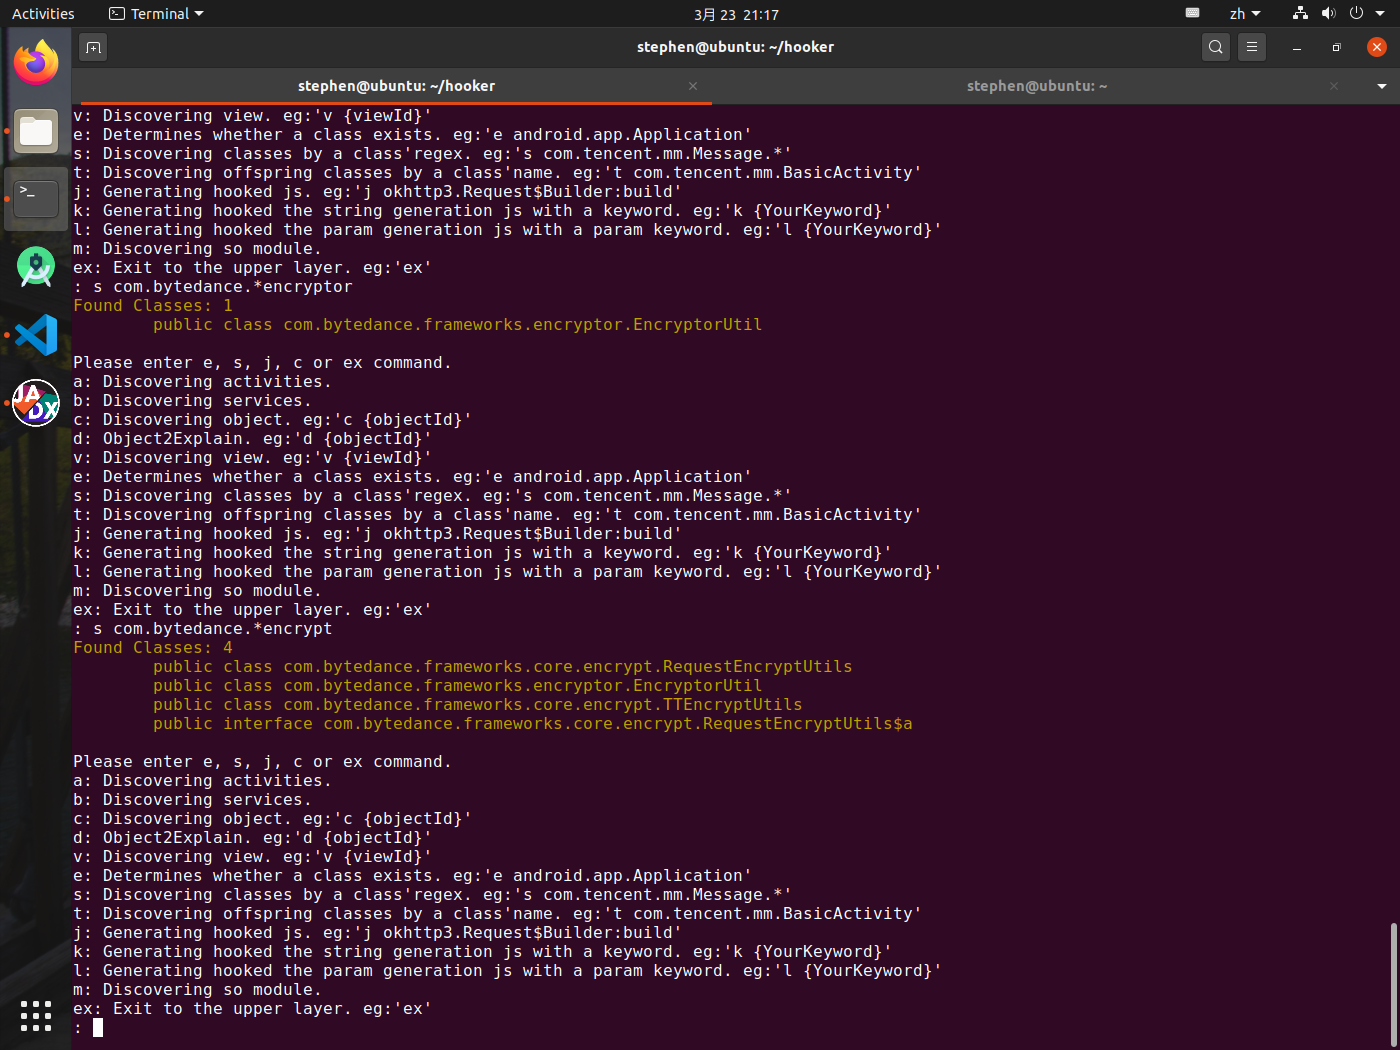 Activities
Terminal
3月 23 21:17
zh
stephen@ubuntu: ~/hooker
stephen@ubuntu: ~/hooker
stephen@ubuntu: ~
v: Discovering view. eg:'v {viewId}'
e: Determines whether a class exists. eg:'e android.app.Application'
s: Discovering classes by a class'regex. eg:'s com.tencent.mm.Message.*'
t: Discovering offspring classes by a class'name. eg:'t com.tencent.mm.BasicActivity'
j: Generating hooked js. eg:'j okhttp3.Request$Builder:build'
k: Generating hooked the string generation js with a keyword. eg:'k {YourKeyword}'
l: Generating hooked the param generation js with a param keyword. eg:'l {YourKeyword}'
m: Discovering so module.
ex: Exit to the upper layer. eg:'ex'
: s com.bytedance.*encryptor
Found Classes: 1
public class com.bytedance.frameworks.encryptor.EncryptorUtil
Please enter e, s, j, c or ex command.
a: Discovering activities.
b: Discovering services.
c: Discovering object. eg:'c {objectId}'
d: Object2Explain. eg:'d {objectId}'
v: Discovering view. eg:'v {viewId}'
e: Determines whether a class exists. eg:'e android.app.Application'
s: Discovering classes by a class'regex. eg:'s com.tencent.mm.Message.*'
t: Discovering offspring classes by a class'name. eg:'t com.tencent.mm.BasicActivity'
j: Generating hooked js. eg:'j okhttp3.Request$Builder:build'
k: Generating hooked the string generation js with a keyword. eg:'k {YourKeyword}'
l: Generating hooked the param generation js with a param keyword. eg:'l {YourKeyword}'
m: Discovering so module.
ex: Exit to the upper layer. eg:'ex'
: s com.bytedance.*encrypt
Found Classes: 4
public class com.bytedance.frameworks.core.encrypt.RequestEncryptUtils
public class com.bytedance.frameworks.encryptor.EncryptorUtil
public class com.bytedance.frameworks.core.encrypt.TTEncryptUtils
public interface com.bytedance.frameworks.core.encrypt.RequestEncryptUtils$a
Please enter e, s, j, c or ex command.
a: Discovering activities.
b: Discovering services.
c: Discovering object. eg:'c {objectId}'
d: Object2Explain. eg:'d {objectId}'
v: Discovering view. eg:'v {viewId}'
e: Determines whether a class exists. eg:'e android.app.Application'
s: Discovering classes by a class'regex. eg:'s com.tencent.mm.Message.*'
t: Discovering offspring classes by a class'name. eg:'t com.tencent.mm.BasicActivity'
j: Generating hooked js. eg:'j okhttp3.Request$Builder:build'
k: Generating hooked the string generation js with a keyword. eg:'k {YourKeyword}'
l: Generating hooked the param generation js with a param keyword. eg:'l {YourKeyword}'
m: Discovering so module.
ex: Exit to the upper layer. eg:'ex'
:
JADX